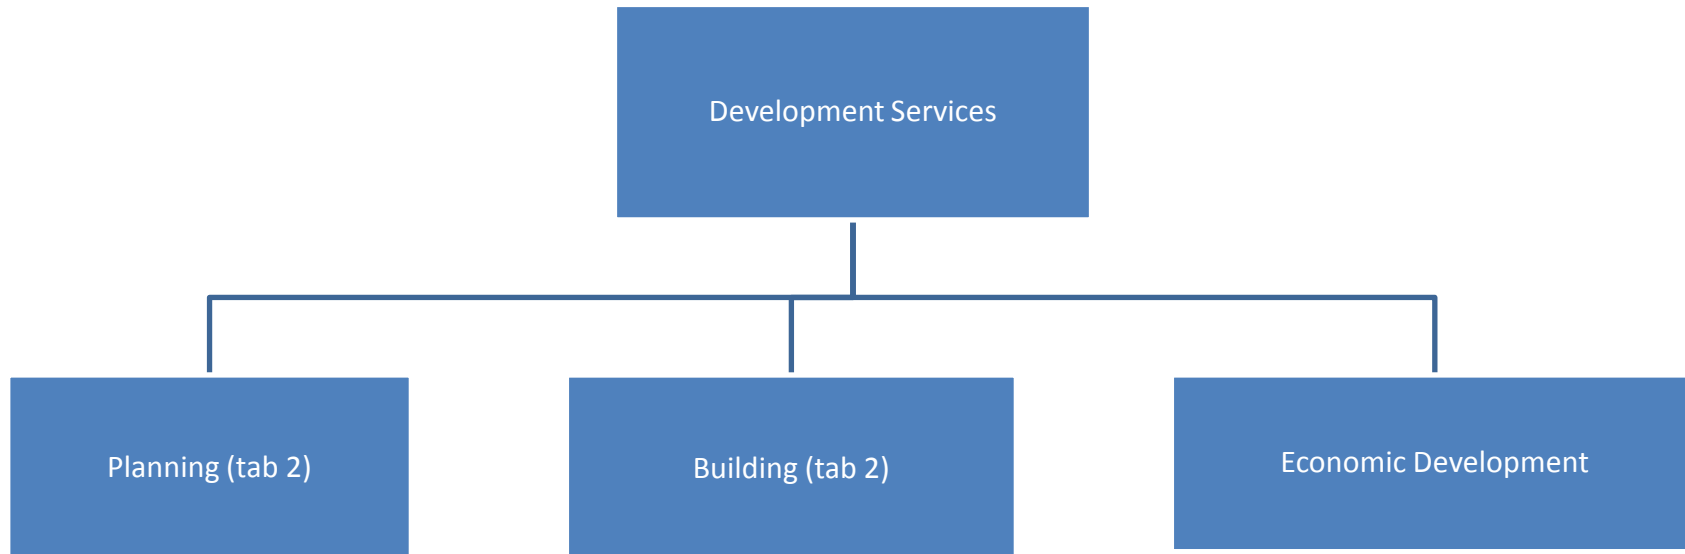 Development Services
Planning (tab 2)
Building (tab 2)
Economic Development